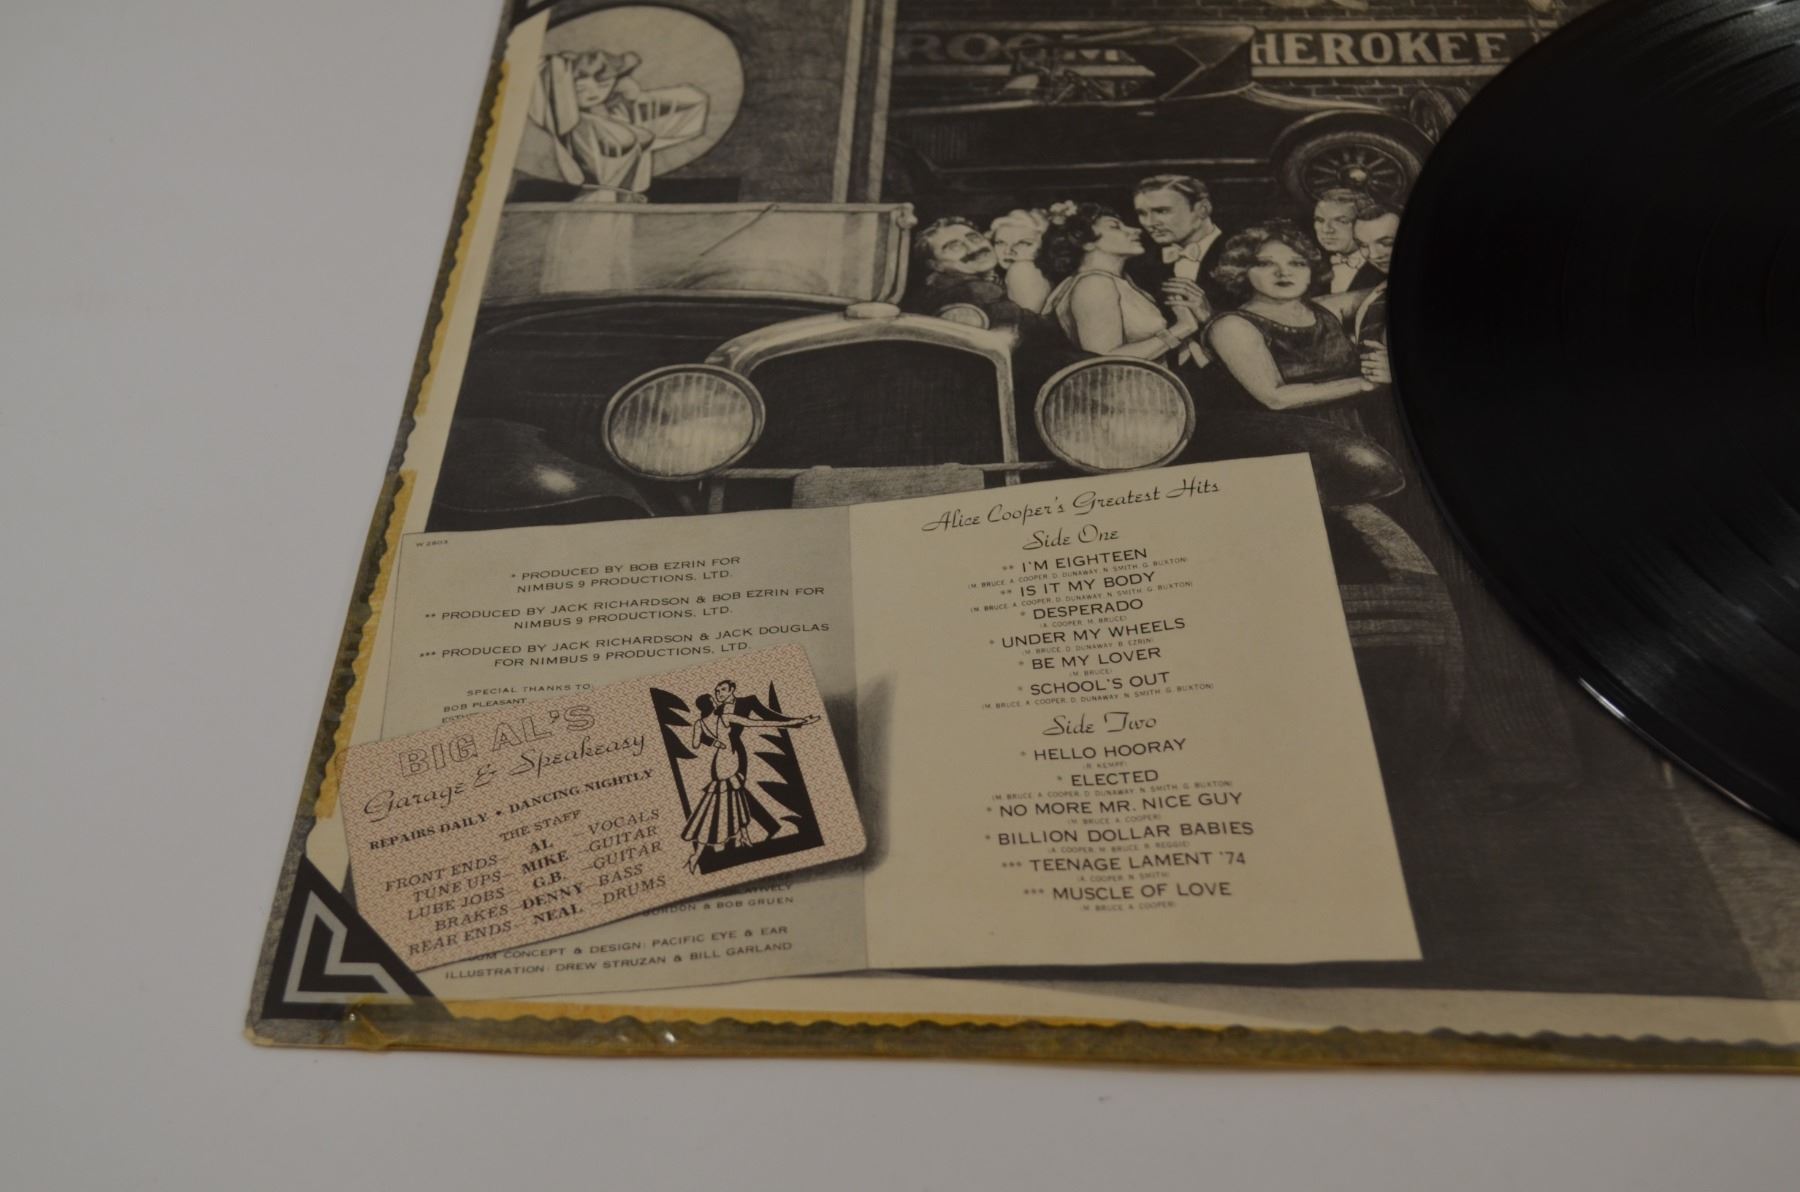 HEROKEE
W 2803
* PRODUCED BY BOB EZRIN FOR
NIMBUS 9 PRODUCTIONS, LTD.
** PRODUCED BY JACK RICHARDSON & BOB EZRIN FOR
NIMBUS 9 PRODUCTIONS, LTD.
*** PRODUCED BY JACK RICHARDSON & JACK DOUGLAS
FOR NIMBUS 9 PRODUCTIONS, LTD.
SPECIAL THANKS TO:
BOB PLEASANT
BIG AL'S
Garage & Speakeasy
REPAIRS DAILY • DANCING NIGHTLY
THE STAFF
FRONT ENDS— AL —VOCALS
TUNE UPS— MIKE —GUITAR
LUBE JOBS— G.B. —GUITAR
BRAKES— DENNY —BASS
REAR ENDS— NEAL —DRUMS
GORDON & BOB GRUEN
CONCEPT & DESIGN: PACIFIC EYE & EAR
ILLUSTRATION: DREW STRUZAN & BILL GARLAND
Alice Cooper's Greatest Hits
Side One
** I'M EIGHTEEN
(M. BRUCE, A. COOPER, D. DUNAWAY, N. SMITH, G. BUXTON)
** IS IT MY BODY
(M. BRUCE, A. COOPER, D. DUNAWAY, N. SMITH, G. BUXTON)
* DESPERADO
(A. COOPER, M. BRUCE)
* UNDER MY WHEELS
(M. BRUCE, D. DUNAWAY, B. EZRIN)
* BE MY LOVER
(M. BRUCE)
* SCHOOL'S OUT
(M. BRUCE, A. COOPER, D. DUNAWAY, N. SMITH, G. BUXTON)
Side Two
* HELLO HOORAY
(R. KEMPF)
* ELECTED
(M. BRUCE, A. COOPER, D. DUNAWAY, N. SMITH, G. BUXTON)
* NO MORE MR. NICE GUY
(M. BRUCE, A. COOPER)
* BILLION DOLLAR BABIES
(A. COOPER, M. BRUCE, R. REGGIE)
*** TEENAGE LAMENT '74
(A. COOPER, N. SMITH)
*** MUSCLE OF LOVE
(M. BRUCE, A. COOPER)